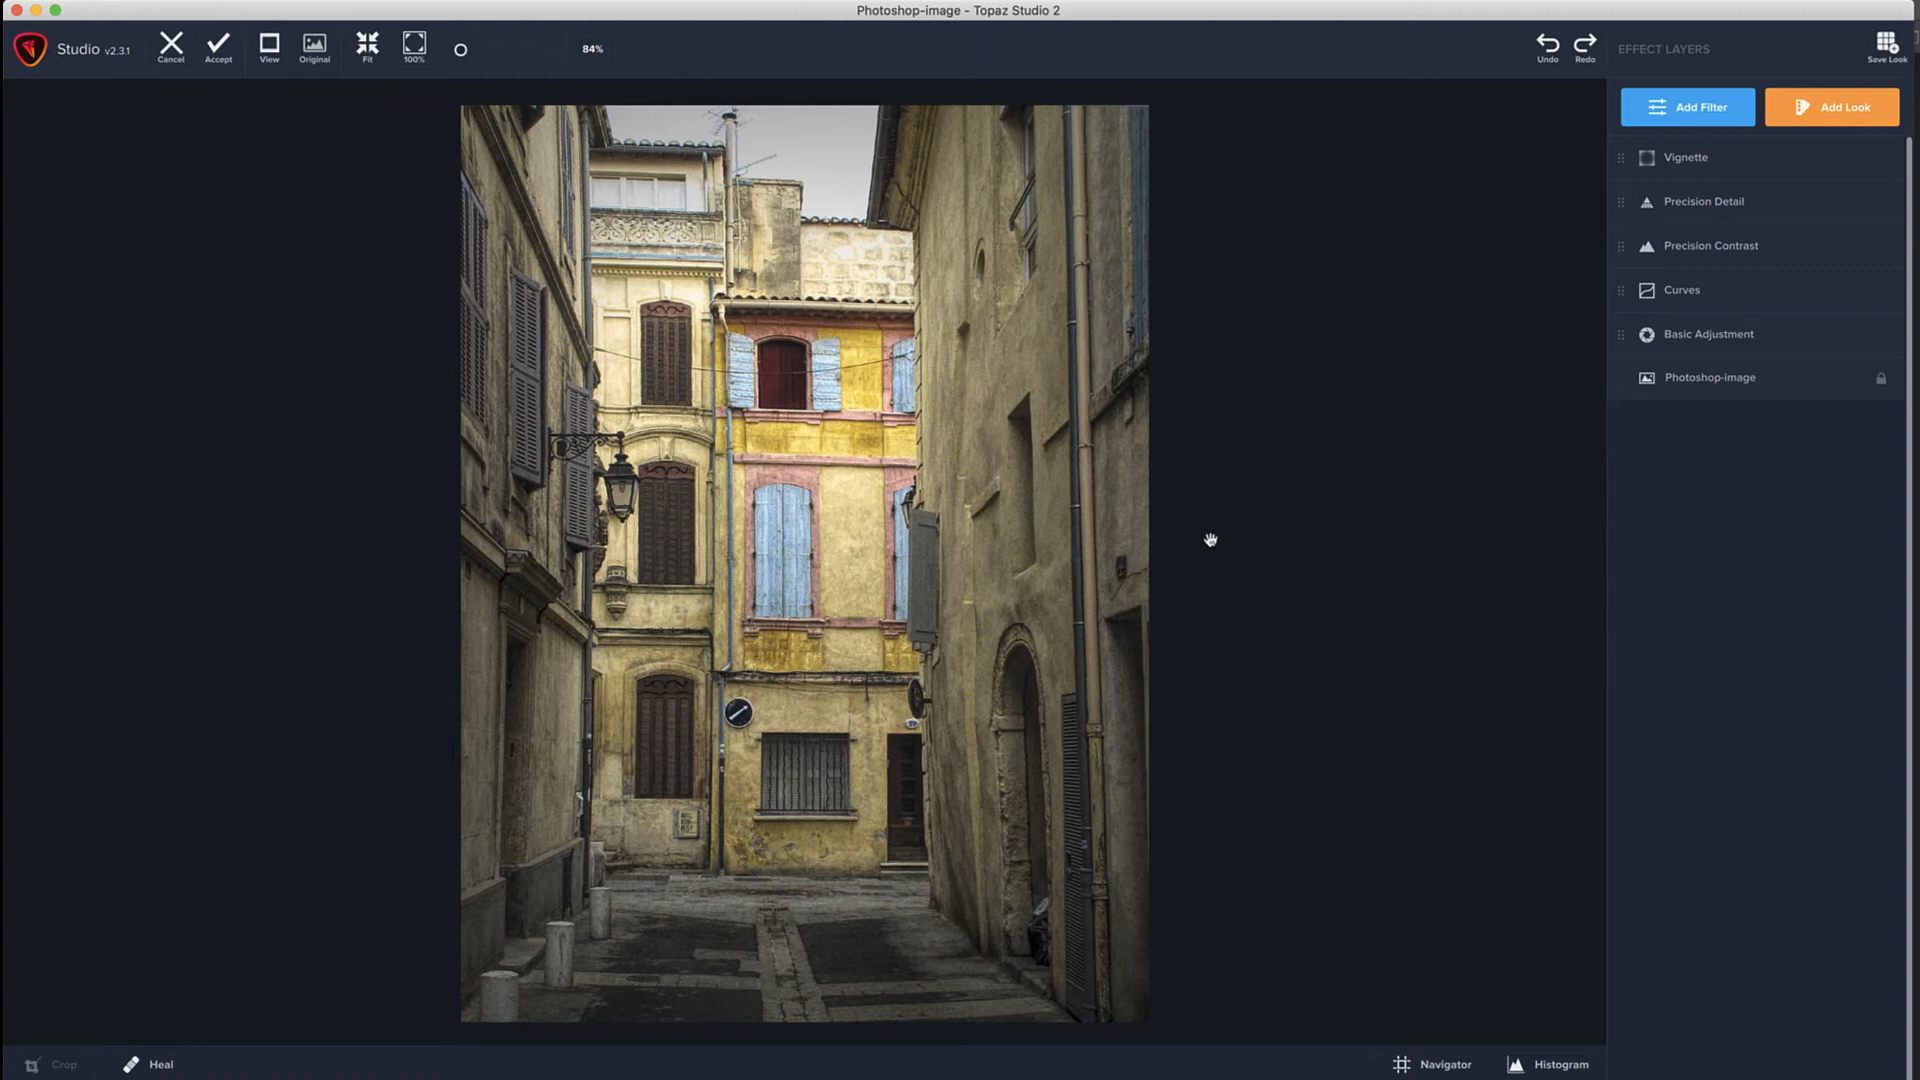 Photoshop-image - Topaz Studio 2
Studio v2.3.1
Cancel
Accept
View
Original
Fit
100%
84%
Undo
Redo
EFFECT LAYERS
Save Look
Add Filter
Add Look
Vignette
Precision Detail
Precision Contrast
Curves
Basic Adjustment
Photoshop-image
Crop
Heal
Navigator
Histogram